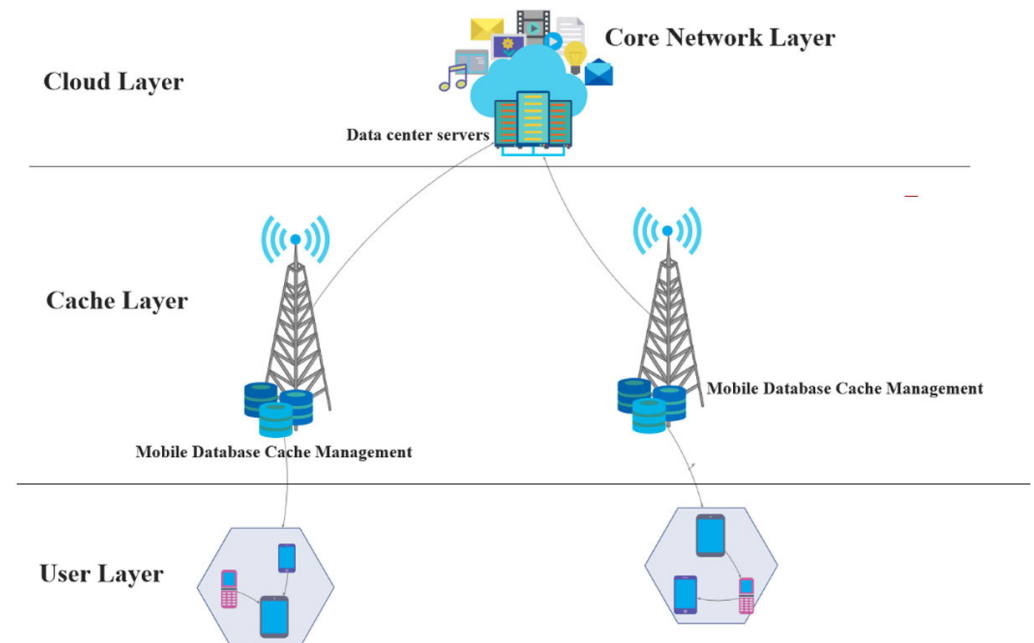 Core Network Layer
Cloud Layer
Data center servers
Cache Layer
Mobile Database Cache Management
Mobile Database Cache Management
User Layer